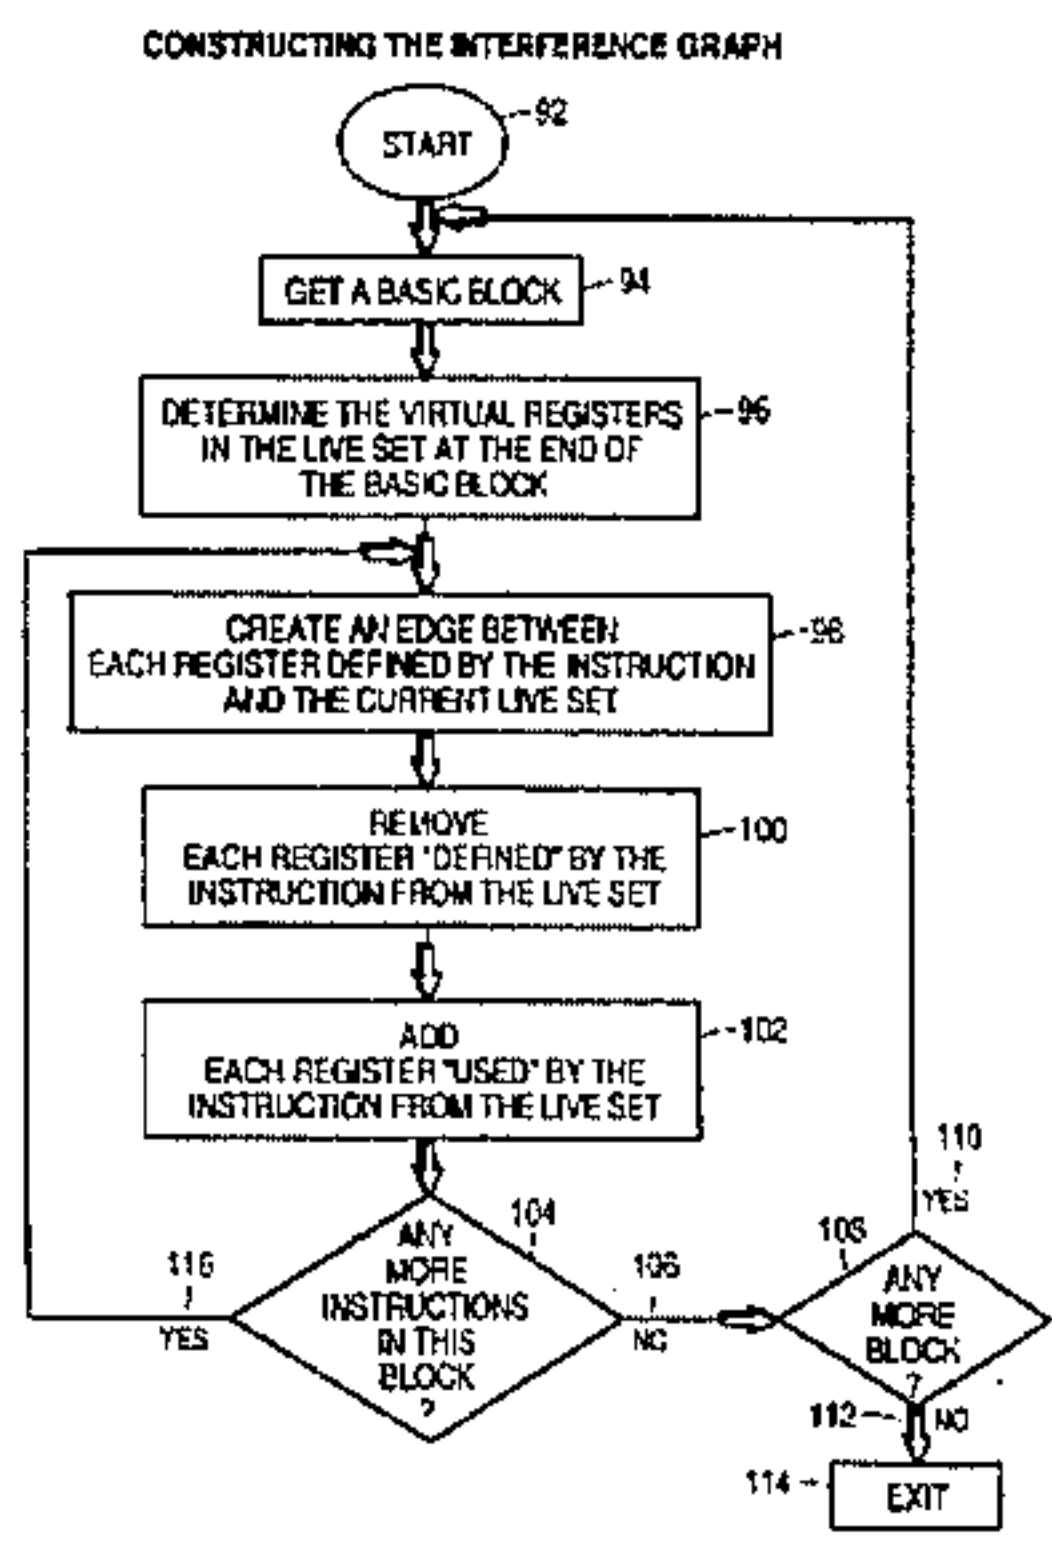 CONSTRUCTING THE INTERFERENCE GRAPH
START
92
GET A BASIC BLOCK
94
DETERMINE THE VIRTUAL REGISTERS
IN THE LIVE SET AT THE END OF
THE BASIC BLOCK
96
CREATE AN EDGE BETWEEN
EACH REGISTER DEFINED BY THE INSTRUCTION
AND THE CURRENT LIVE SET
98
REMOVE
EACH REGISTER "DEFINED" BY THE
INSTRUCTION FROM THE LIVE SET
100
ADD
EACH REGISTER "USED" BY THE
INSTRUCTION FROM THE LIVE SET
102
ANY
MORE
INSTRUCTIONS
IN THIS
BLOCK
?
104
116
YES
106
NO
108
ANY
MORE
BLOCK
?
110
YES
112
NO
114
EXIT